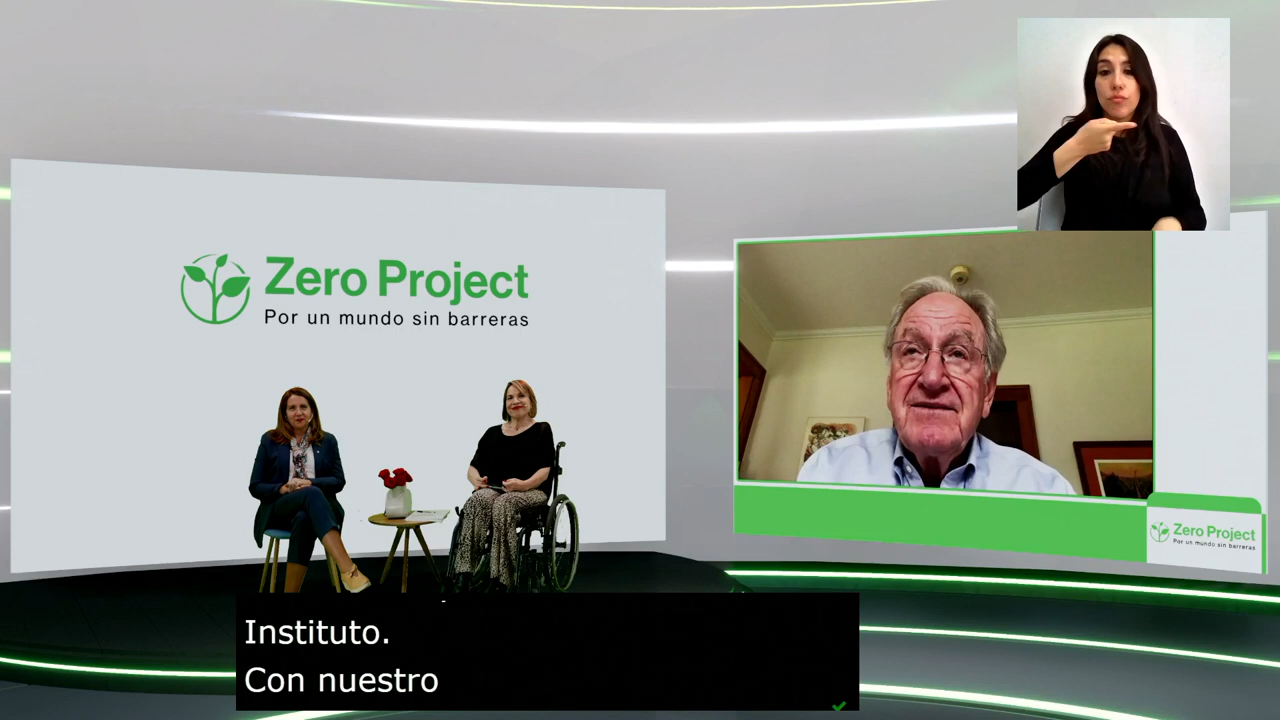 Zero Project
Por un mundo sin barreras
Zero Project
Por un mundo sin barreras
Instituto.
Con nuestro